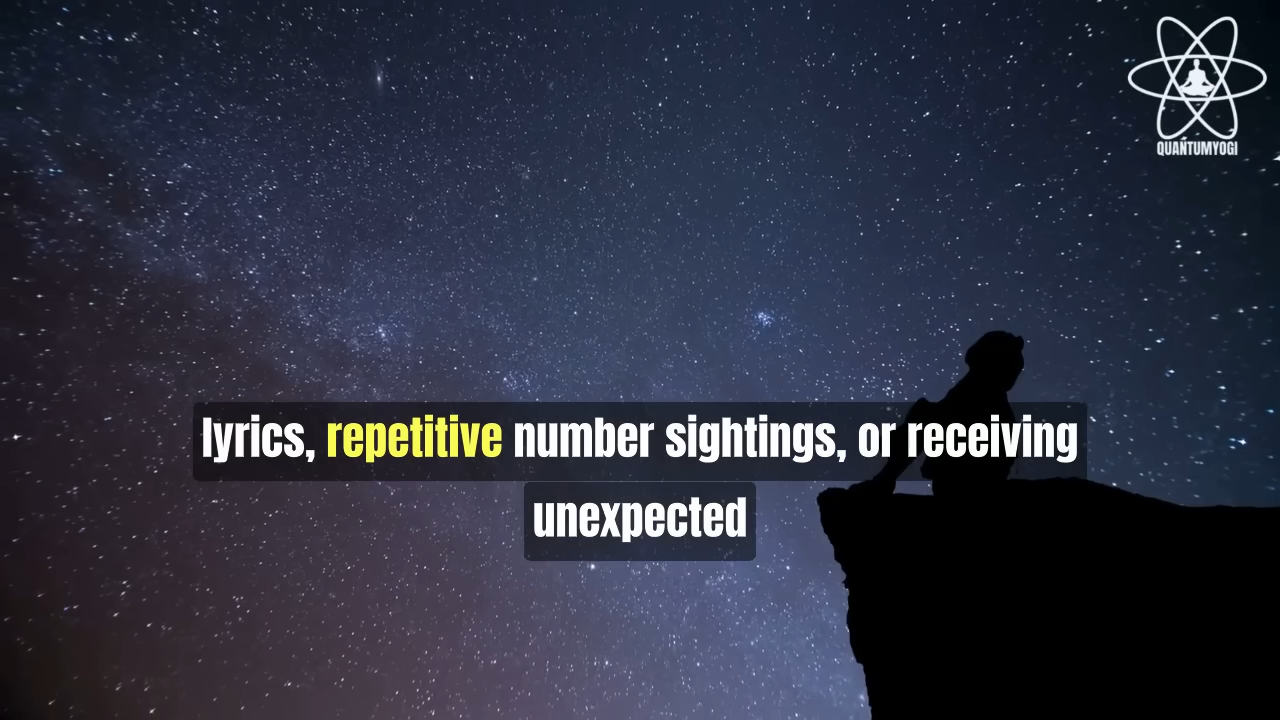 QUANTUMYOGI
lyrics, repetitive number sightings, or receiving
unexpected